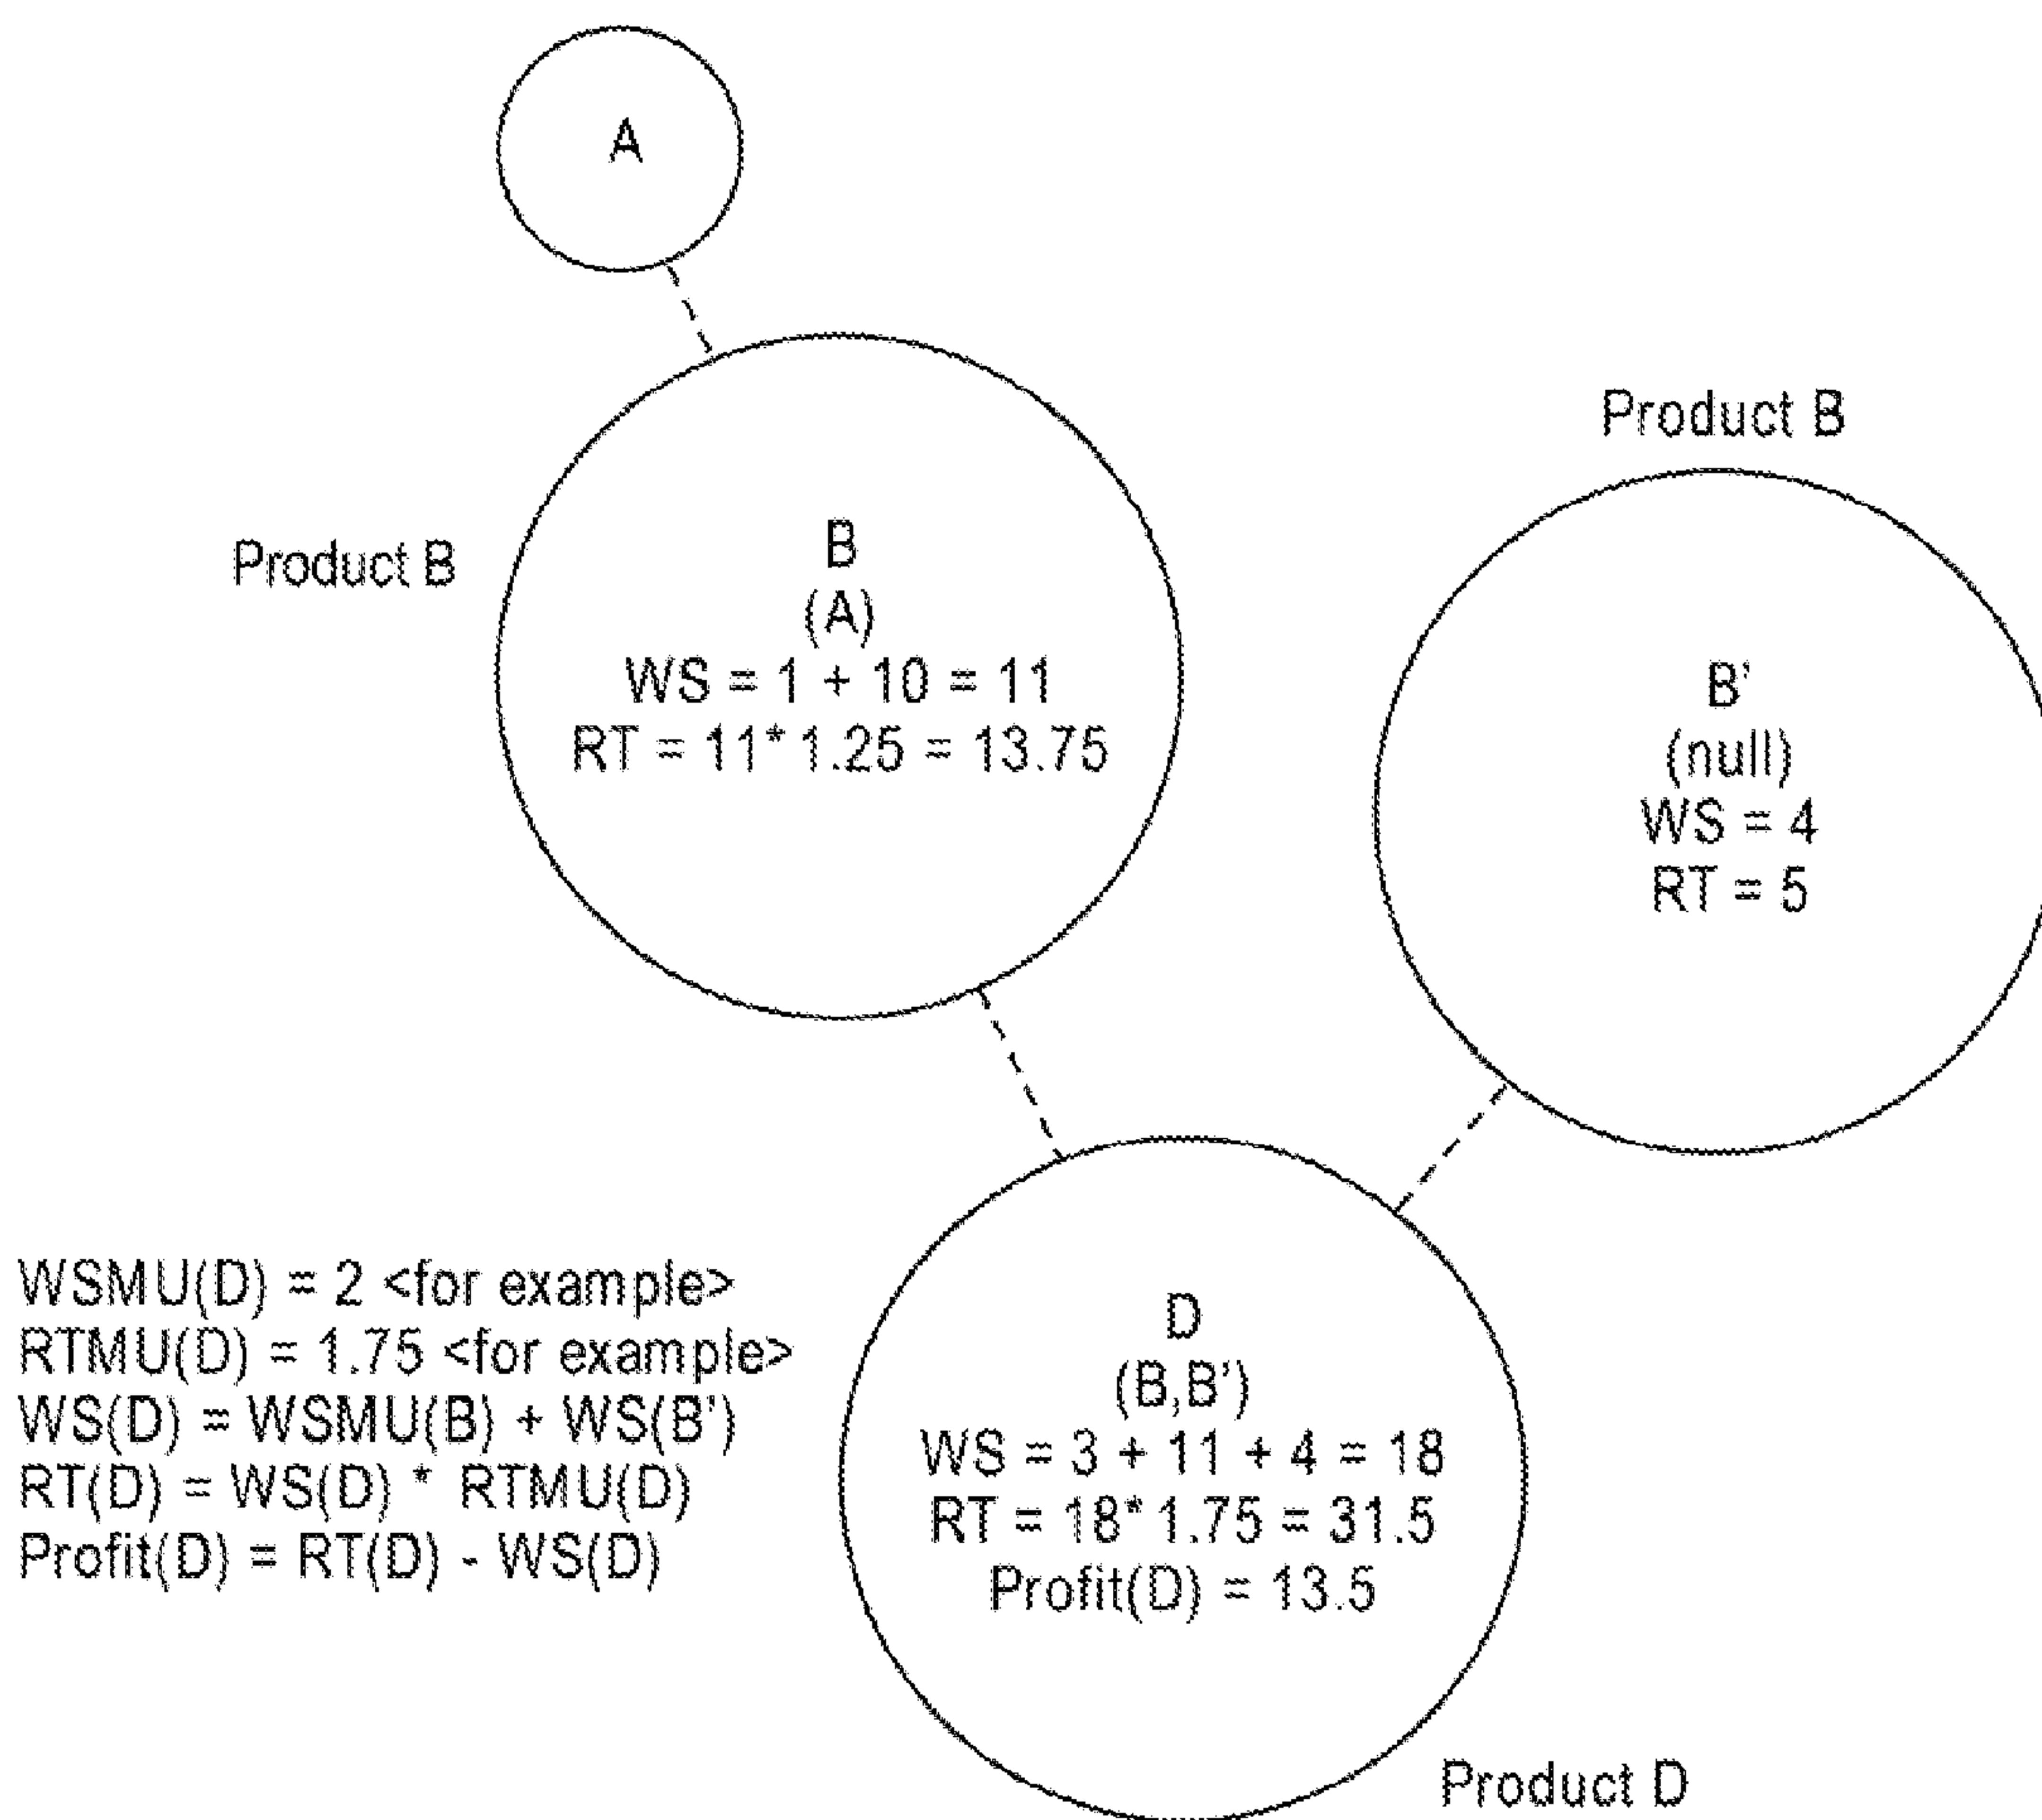 A
Product B
B
(A)
WS = 1 + 10 = 11
RT = 11* 1.25 = 13.75
Product B
B'
(null)
WS = 4
RT = 5
WSMU(D) = 2 <for example>
RTMU(D) = 1.75 <for example>
WS(D) = WSMU(B) + WS(B')
RT(D) = WS(D) * RTMU(D)
Profit(D) = RT(D) - WS(D)
D
(B,B')
WS = 3 + 11 + 4 = 18
RT = 18* 1.75 = 31.5
Profit(D) = 13.5
Product D